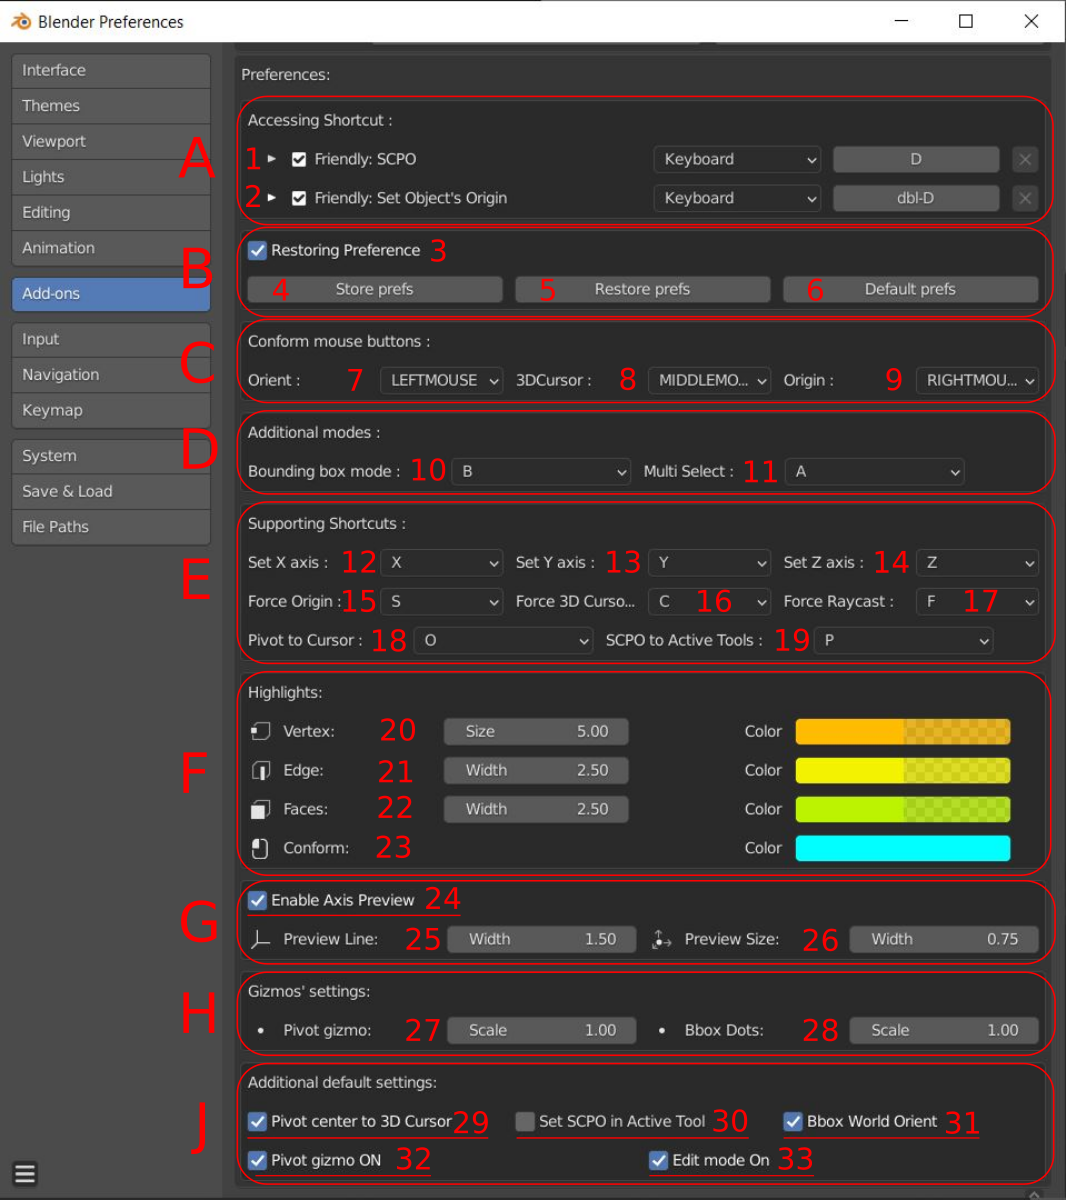 Blender Preferences
Interface
Themes
Viewport
Lights
Editing
Animation
Add-ons
Input
Navigation
Keymap
System
Save & Load
File Paths
Preferences:
A
Accessing Shortcut :
1 Friendly: SCPO Keyboard D
2 Friendly: Set Object's Origin Keyboard dbl-D
B
Restoring Preference 3
4 Store prefs 5 Restore prefs 6 Default prefs
C
Conform mouse buttons :
Orient : 7 LEFTMOUSE 3DCursor : 8 MIDDLEMO... Origin : 9 RIGHTMOU...
D
Additional modes :
Bounding box mode : 10 B Multi Select : 11 A
E
Supporting Shortcuts :
Set X axis : 12 X Set Y axis : 13 Y Set Z axis : 14 Z
Force Origin : 15 S Force 3D Curso... C 16 Force Raycast : F 17
Pivot to Cursor : 18 O SCPO to Active Tools : 19 P
F
Highlights:
Vertex: 20 Size 5.00 Color
Edge: 21 Width 2.50 Color
Faces: 22 Width 2.50 Color
Conform: 23 Color
G
Enable Axis Preview 24
Preview Line: 25 Width 1.50 Preview Size: 26 Width 0.75
H
Gizmos' settings:
• Pivot gizmo: 27 Scale 1.00 • Bbox Dots: 28 Scale 1.00
J
Additional default settings:
Pivot center to 3D Cursor 29 Set SCPO in Active Tool 30 Bbox World Orient 31
Pivot gizmo ON 32 Edit mode On 33